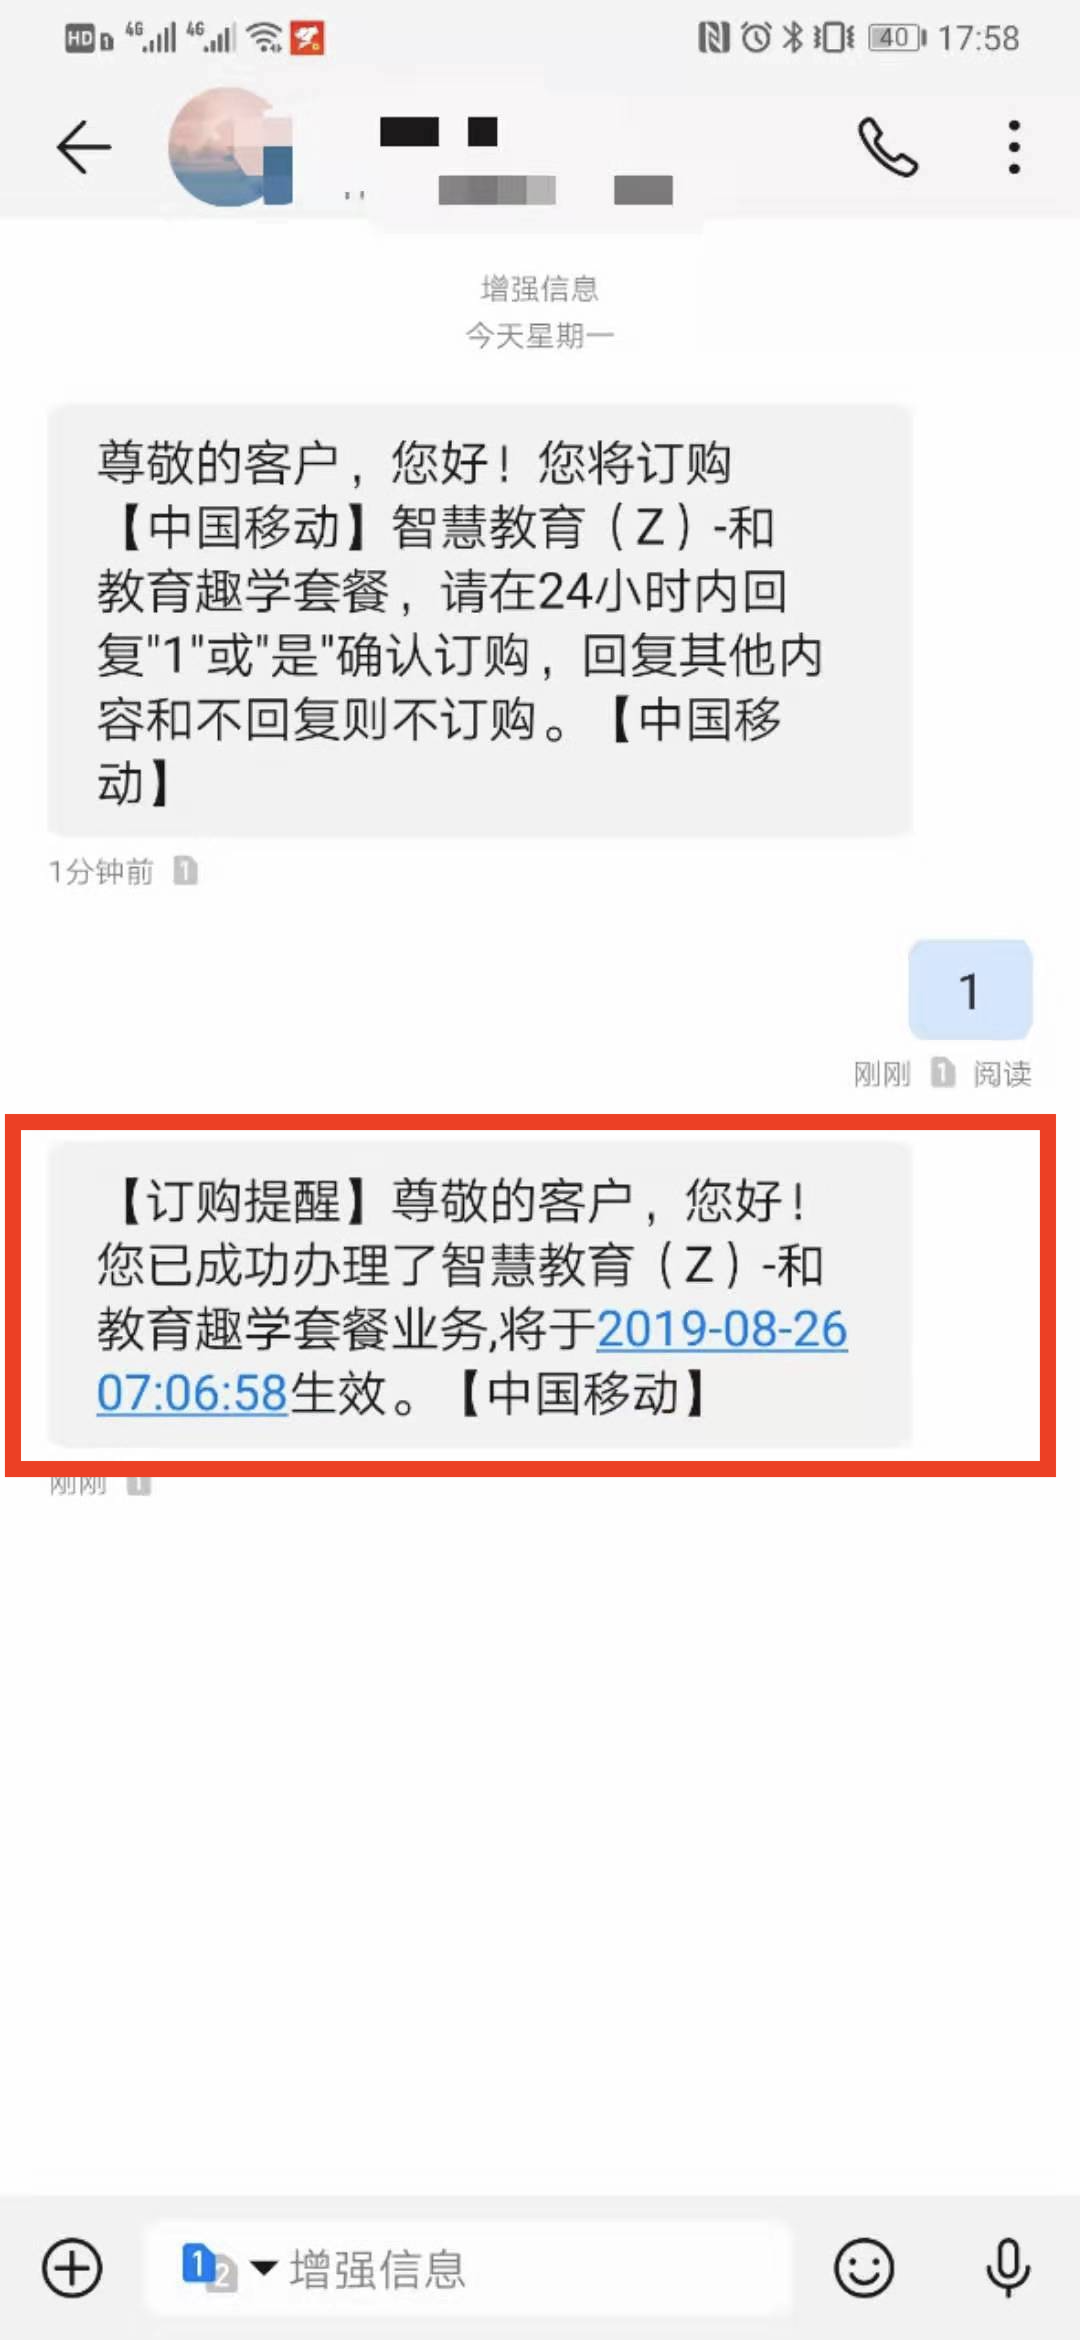 HD 1 4G 4G 40 17:58
增强信息
今天星期一
尊敬的客户，您好！您将订购
【中国移动】智慧教育（Z）-和
教育趣学套餐，请在24小时内回
复"1"或"是"确认订购，回复其他内
容和不回复则不订购。【中国移
动】
1分钟前 1
1
刚刚 1 阅读
【订购提醒】尊敬的客户，您好！
您已成功办理了智慧教育（Z）-和
教育趣学套餐业务,将于2019-08-26
07:06:58生效。【中国移动】
刚刚 1
1 2 增强信息